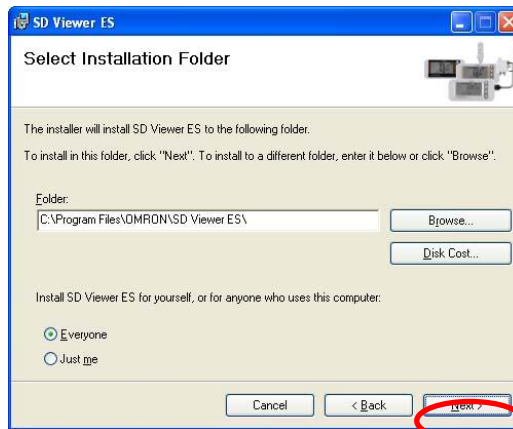 SD Viewer ES
Select Installation Folder
The installer will install SD Viewer ES to the following folder.
To install in this folder, click "Next". To install to a different folder, enter it below or click "Browse".
Folder:
C:\Program Files\OMRON\SD Viewer ES\
Browse...
Disk Cost...
Install SD Viewer ES for yourself, or for anyone who uses this computer:
Everyone
Just me
Cancel
< Back
Next >